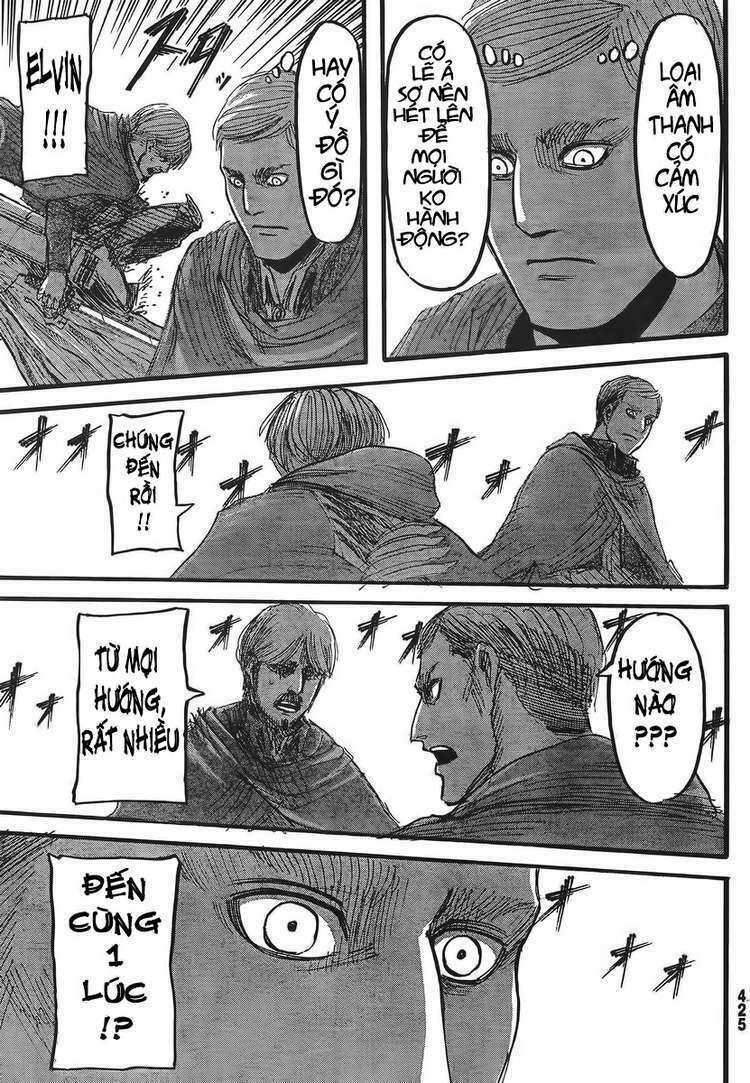 LOẠI
ÂM
THANH
CÓ
CẢM
XÚC
CÓ
LẼ Ả
SỢ NÊN
HÉT LÊN
ĐỂ
MỌI
NGƯỜI
KO
HÀNH
ĐỘNG?
HAY
CÓ Ý
ĐỒ
GÌ
ĐÓ?
ELVIN
!!!
CHÚNG
ĐẾN
RỒI
!!
HƯỚNG
NÀO
???
TỪ MỌI
HƯỚNG,
RẤT NHIỀU
ĐẾN
CÙNG
1
LÚC
!?
425